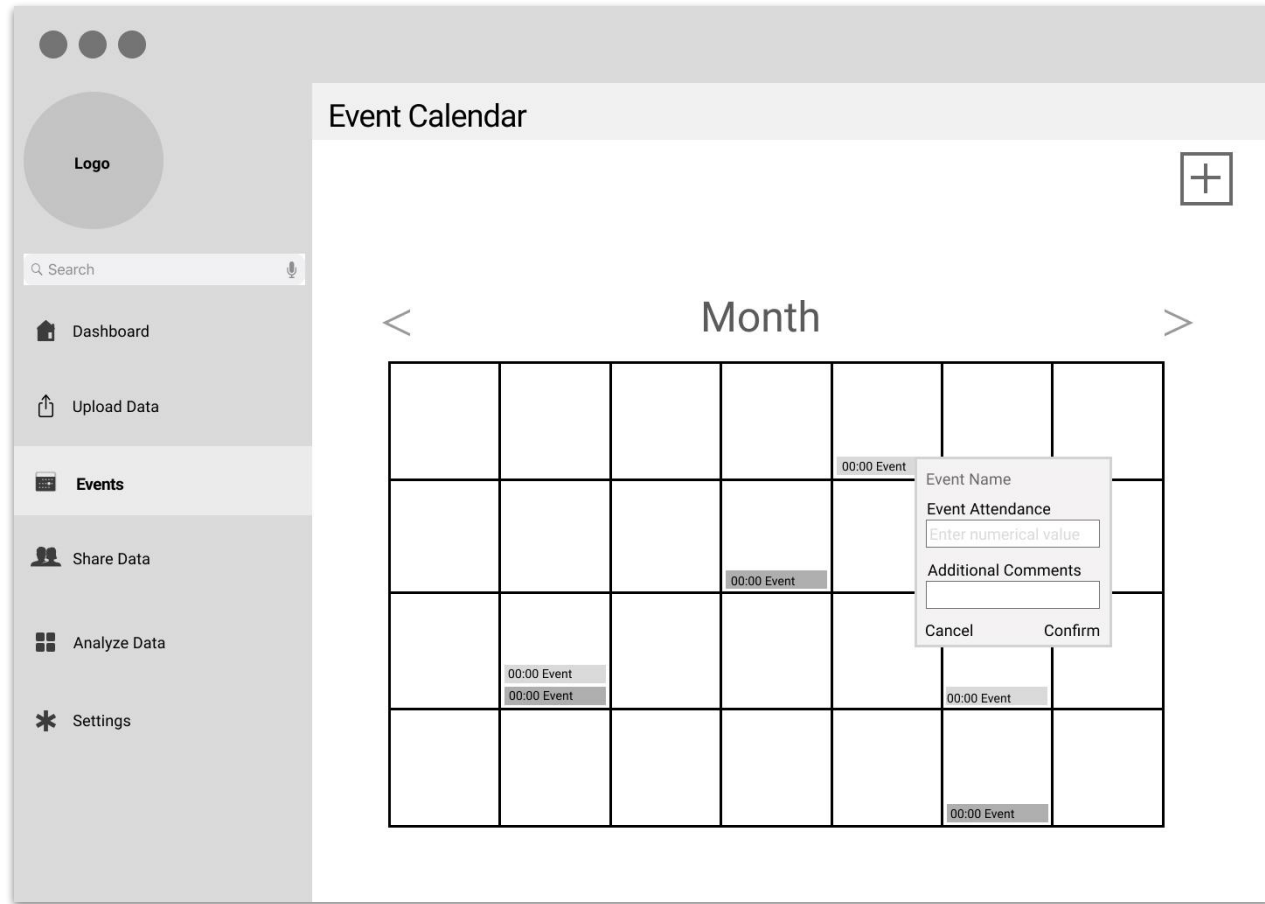 Event Calendar
Logo
Search
Dashboard
Upload Data
Events
Share Data
Analyze Data
Settings
< Month >
00:00 Event
Event Name
Event Attendance
Enter numerical value
Additional Comments
Cancel Confirm
00:00 Event
00:00 Event
00:00 Event
00:00 Event
00:00 Event